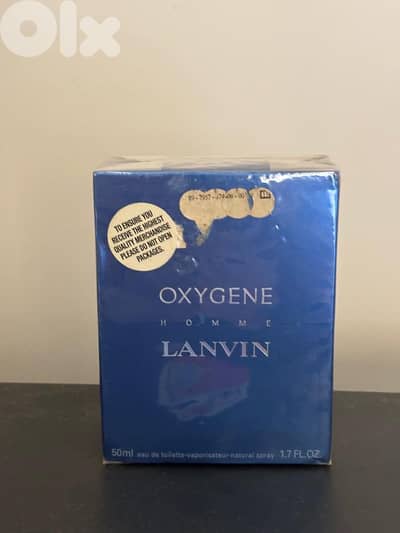 OLX
TO ENSURE YOU
RECEIVE THE HIGHEST
QUALITY MERCHANDISE
PLEASE DO NOT OPEN
PACKAGES.
OXYGENE
HOMME
LANVIN
50ml eau de toilette-vaporisateur-natural spray 1.7 FL.OZ